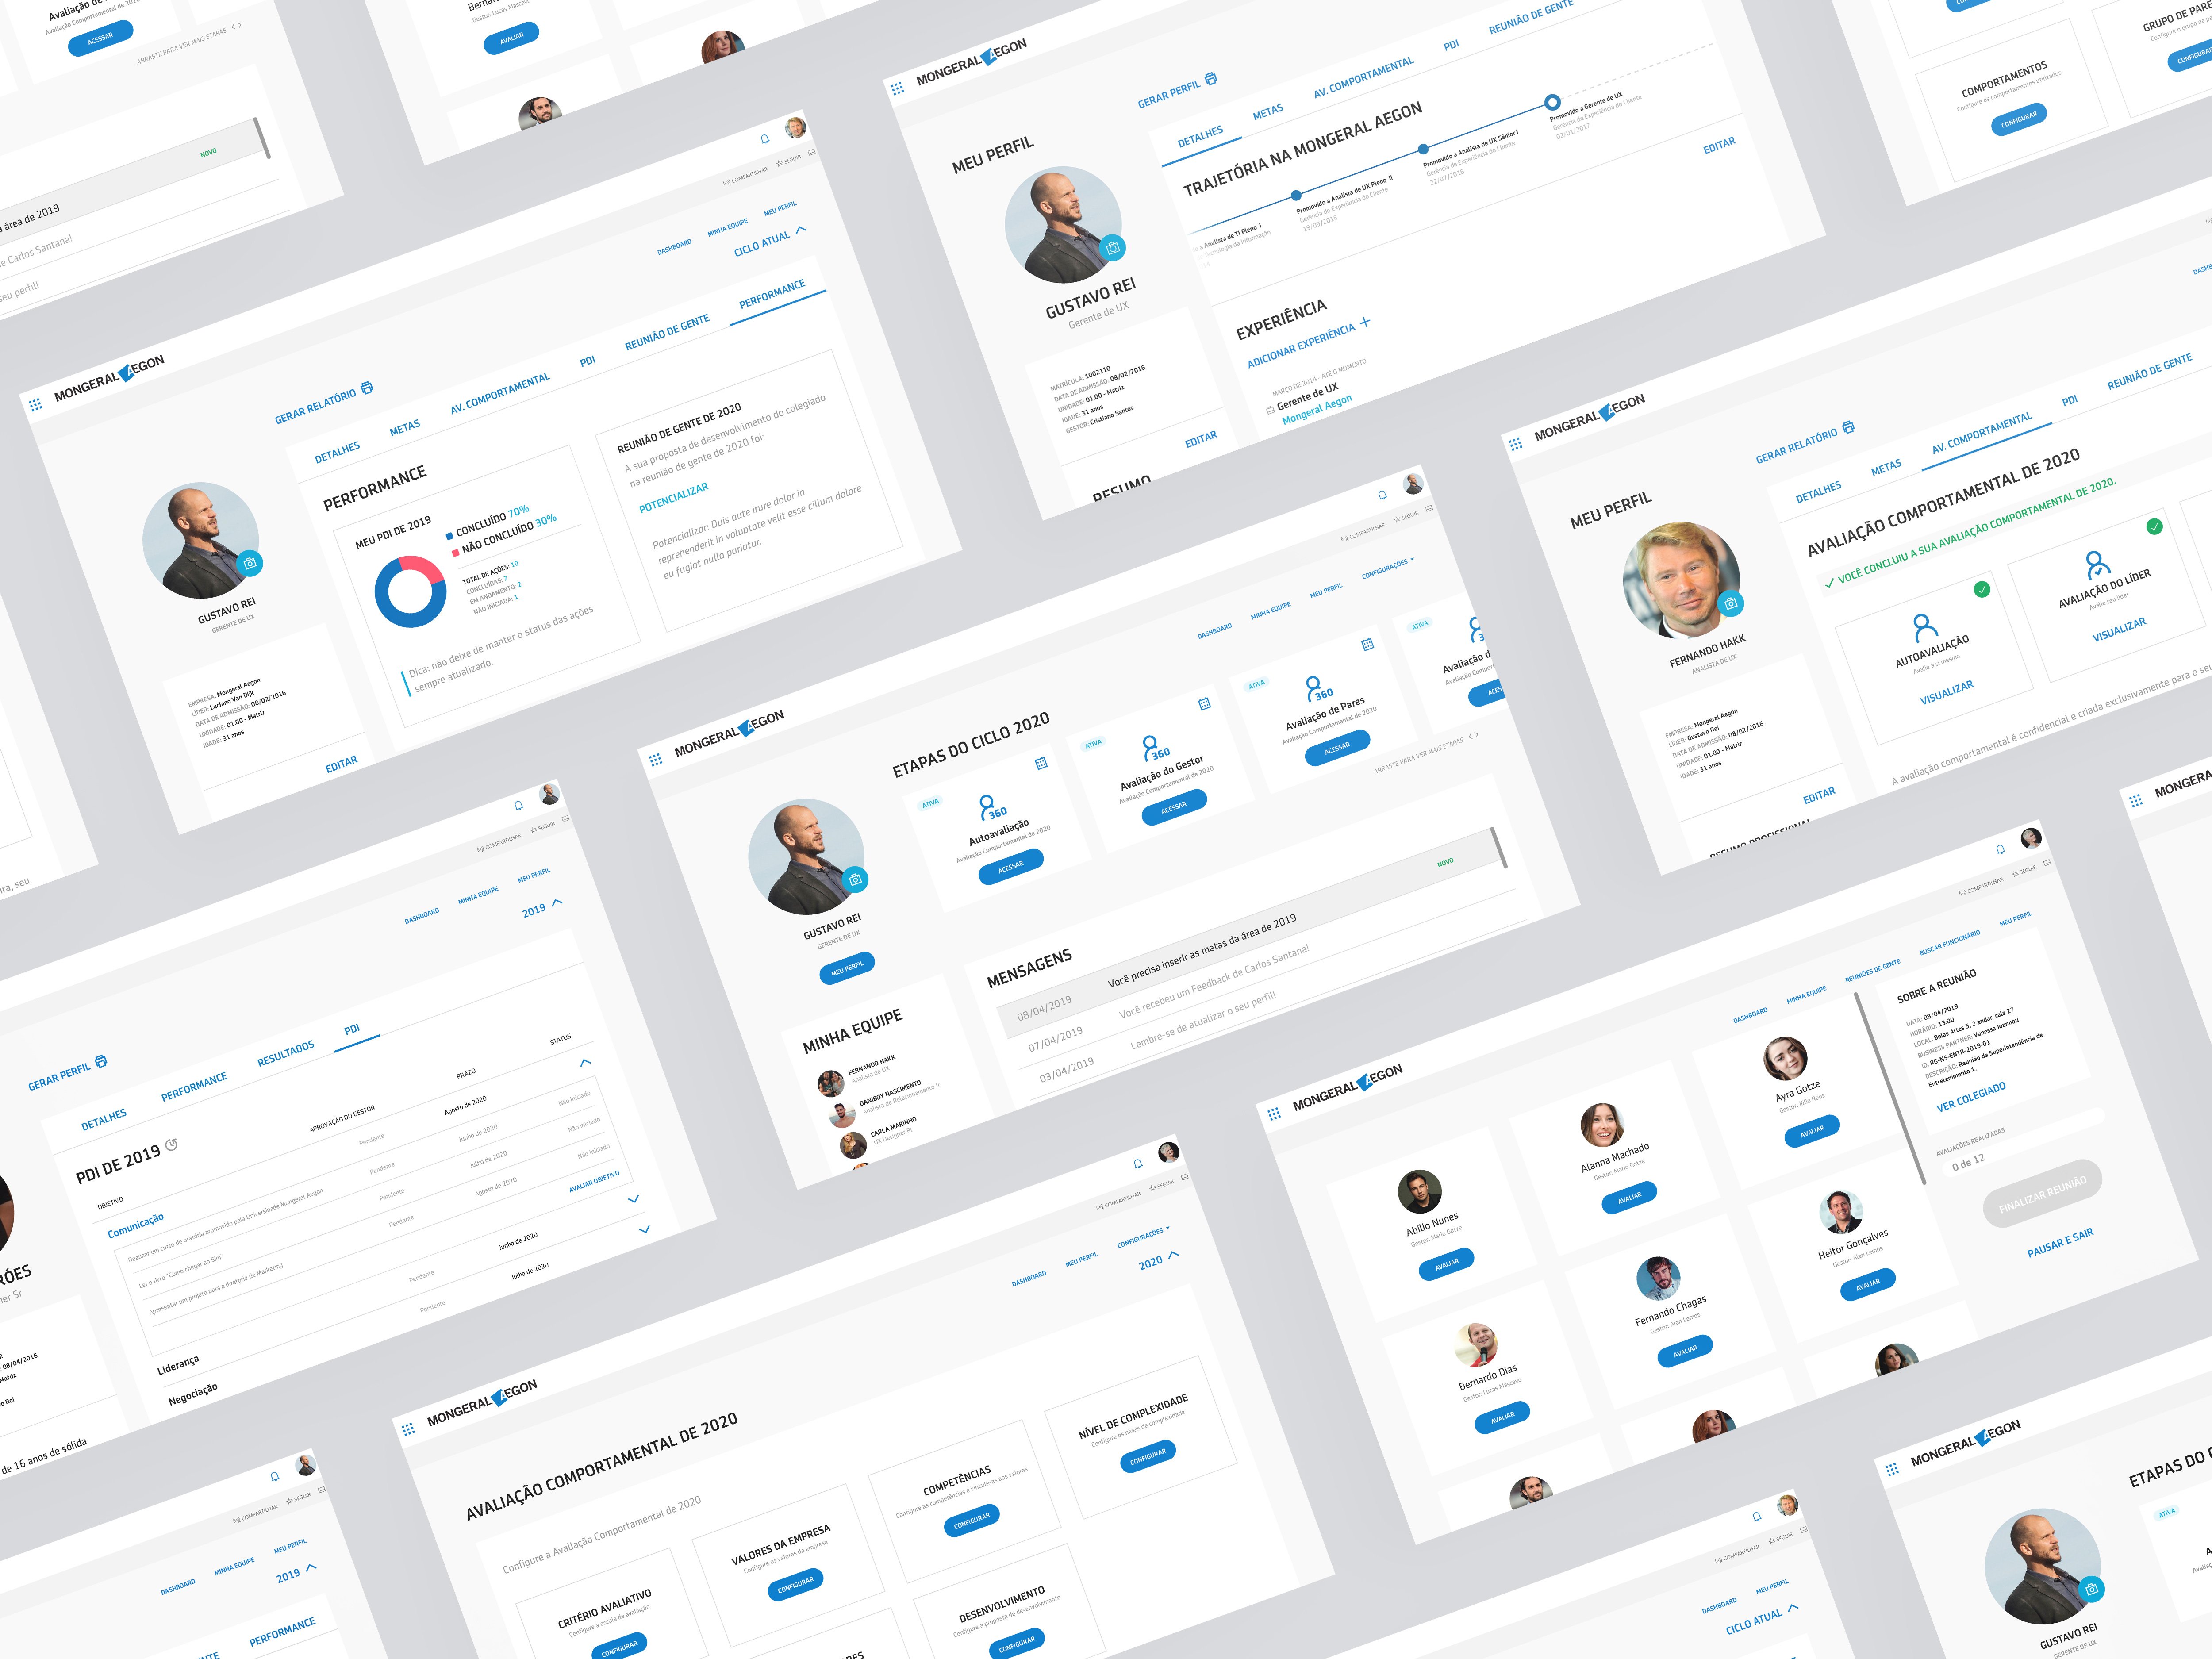 Avaliação Comportamental de 2020
ACESSAR
ARRASTE PARA VER MAIS ETAPAS
NOVO
a área de 2019
e Carlos Santana!
seu perfil!
Gestor: Lucas Mascavo
AVALIAR
MONGERAL AEGON
GERAR PERFIL
DETALHES
METAS
AV. COMPORTAMENTAL
PDI
REUNIÃO DE GENTE
MEU PERFIL
GUSTAVO REI
Gerente de UX
MATRÍCULA: 1002110
DATA DE ADMISSÃO: 08/02/2016
UNIDADE: 01.00 - Matriz
IDADE: 31 anos
GESTOR: Cristiano Santos
EDITAR
RESUMO
TRAJETÓRIA NA MONGERAL AEGON
a Analista de TI Pleno I
Tecnologia da Informação
Promovido a Analista de UX Pleno II
Gerência de Experiência do Cliente
19/09/2015
Promovido a Analista de UX Sênior I
Gerência de Experiência do Cliente
22/07/2016
Promovido a Gerente de UX
Gerência de Experiência do Cliente
02/01/2017
EDITAR
EXPERIÊNCIA
ADICIONAR EXPERIÊNCIA
MARÇO DE 2014 - ATÉ O MOMENTO
Gerente de UX
Mongeral Aegon
COMPORTAMENTOS
Configure os comportamentos utilizados
CONFIGURAR
GRUPO DE PARE
Configure o grupo de pa
CONFIGURAR
MONGERAL AEGON
COMPARTILHAR
SEGUIR
DASHBOARD
MINHA EQUIPE
MEU PERFIL
CICLO ATUAL
GERAR RELATÓRIO
DETALHES
METAS
AV. COMPORTAMENTAL
PDI
REUNIÃO DE GENTE
PERFORMANCE
GUSTAVO REI
GERENTE DE UX
EMPRESA: Mongeral Aegon
LÍDER: Luciano Van Dijk
DATA DE ADMISSÃO: 08/02/2016
UNIDADE: 01.00 - Matriz
IDADE: 31 anos
EDITAR
PERFORMANCE
MEU PDI DE 2019
CONCLUÍDO 70%
NÃO CONCLUÍDO 30%
TOTAL DE AÇÕES: 10
CONCLUÍDAS: 7
EM ANDAMENTO: 2
NÃO INICIADA: 1
Dica: não deixe de manter o status das ações
sempre atualizado.
REUNIÃO DE GENTE DE 2020
A sua proposta de desenvolvimento do colegiado
na reunião de gente de 2020 foi:
POTENCIALIZAR
Potencializar: Duis aute irure dolor in
reprehenderit in voluptate velit esse cillum dolore
eu fugiat nulla pariatur.
MONGERAL AEGON
GERAR RELATÓRIO
DETALHES
METAS
AV. COMPORTAMENTAL
PDI
REUNIÃO DE GENTE
MEU PERFIL
FERNANDO HAKK
ANALISTA DE UX
EMPRESA: Mongeral Aegon
LÍDER: Gustavo Rei
DATA DE ADMISSÃO: 08/02/2016
UNIDADE: 01.00 - Matriz
IDADE: 31 anos
EDITAR
RESUMO PROFISSIONAL
AVALIAÇÃO COMPORTAMENTAL DE 2020
VOCÊ CONCLUIU A SUA AVALIAÇÃO COMPORTAMENTAL DE 2020.
AUTOAVALIAÇÃO
Avalie a si mesmo
VISUALIZAR
AVALIAÇÃO DO LÍDER
Avalie seu líder
VISUALIZAR
A avaliação comportamental é confidencial e criada exclusivamente para o seu
MONGERAL AEGON
COMPARTILHAR
SEGUIR
DASHBOARD
MINHA EQUIPE
MEU PERFIL
CONFIGURAÇÕES
GUSTAVO REI
GERENTE DE UX
MEU PERFIL
MINHA EQUIPE
FERNANDO HAKK
Analista de UX
DANIBOY NASCIMENTO
Analista de Relacionamento Jr
CARLA MARINHO
UX Designer PL
ETAPAS DO CICLO 2020
ATIVA
360
Autoavaliação
Avaliação Comportamental de 2020
ACESSAR
ATIVA
360
Avaliação do Gestor
Avaliação Comportamental de 2020
ACESSAR
ATIVA
360
Avaliação de Pares
Avaliação Comportamental de 2020
ACESSAR
ATIVA
Avaliação d
ARRASTE PARA VER MAIS ETAPAS
MENSAGENS
08/04/2019
Você precisa inserir as metas da área de 2019
NOVO
07/04/2019
Você recebeu um Feedback de Carlos Santana!
03/04/2019
Lembre-se de atualizar o seu perfil!
COMPARTILHAR
SEGUIR
DASHBOARD
MINHA EQUIPE
MEU PERFIL
2019
GERAR PERFIL
DETALHES
PERFORMANCE
RESULTADOS
PDI
PDI DE 2019
OBJETIVO
APROVAÇÃO DO GESTOR
PRAZO
STATUS
Comunicação
Pendente
Agosto de 2020
Realizar um curso de oratória promovido pela Universidade Mongeral Aegon
Pendente
Junho de 2020
Não iniciado
Ler o livro "Como chegar ao Sim"
Pendente
Julho de 2020
Não iniciado
Apresentar um projeto para a diretoria de Marketing
Pendente
Agosto de 2020
Não iniciado
AVALIAR OBJETIVO
Liderança
Pendente
Junho de 2020
Negociação
Pendente
Julho de 2020
RÓES
ner Sr
08/04/2016
Matriz
de 16 anos de sólida
MONGERAL AEGON
COMPARTILHAR
SEGUIR
DASHBOARD
MINHA EQUIPE
REUNIÕES DE GENTE
BUSCAR FUNCIONÁRIO
MEU PERFIL
Abílio Nunes
Gestor: Mario Gotze
AVALIAR
Alanna Machado
Gestor: Mario Gotze
AVALIAR
Ayra Gotze
Gestor: Júlio Reus
AVALIAR
Bernardo Dias
Gestor: Lucas Mascavo
AVALIAR
Fernando Chagas
Gestor: Alan Lemos
AVALIAR
Heitor Gonçalves
Gestor: Alan Lemos
AVALIAR
SOBRE A REUNIÃO
DATA: 08/04/2019
HORÁRIO: 13:00
LOCAL: Belas Artes 5, 2 andar, sala 27
BUSINESS PARTNER: Vanessa Ioannou
ID: RG-NS-ENTR-2019-01
DESCRIÇÃO: Reunião da Superintendência de
Entretenimento 1.
VER COLEGIADO
AVALIAÇÕES REALIZADAS
0 de 12
FINALIZAR REUNIÃO
PAUSAR E SAIR
MONGERAL AEGON
COMPARTILHAR
SEGUIR
DASHBOARD
MEU PERFIL
CONFIGURAÇÕES
2020
AVALIAÇÃO COMPORTAMENTAL DE 2020
Configure a Avaliação Comportamental de 2020
CRITÉRIO AVALIATIVO
Configure a escala de avaliação
CONFIGURAR
VALORES DA EMPRESA
Configure os valores da empresa
CONFIGURAR
COMPETÊNCIAS
Configure as competências e vincule-as aos valores
CONFIGURAR
NÍVEL DE COMPLEXIDADE
Configure os níveis de complexidade
CONFIGURAR
DESENVOLVIMENTO
Configure a proposta de desenvolvimento
CONFIGURAR
COMPARTILHAR
SEGUIR
DASHBOARD
MINHA EQUIPE
MEU PERFIL
2019
PERFORMANCE
COMPARTILHAR
SEGUIR
DASHBOARD
MEU PERFIL
CICLO ATUAL
MONGERAL AEGON
ETAPAS DO C
ATIVA
GUSTAVO REI
GERENTE DE UX